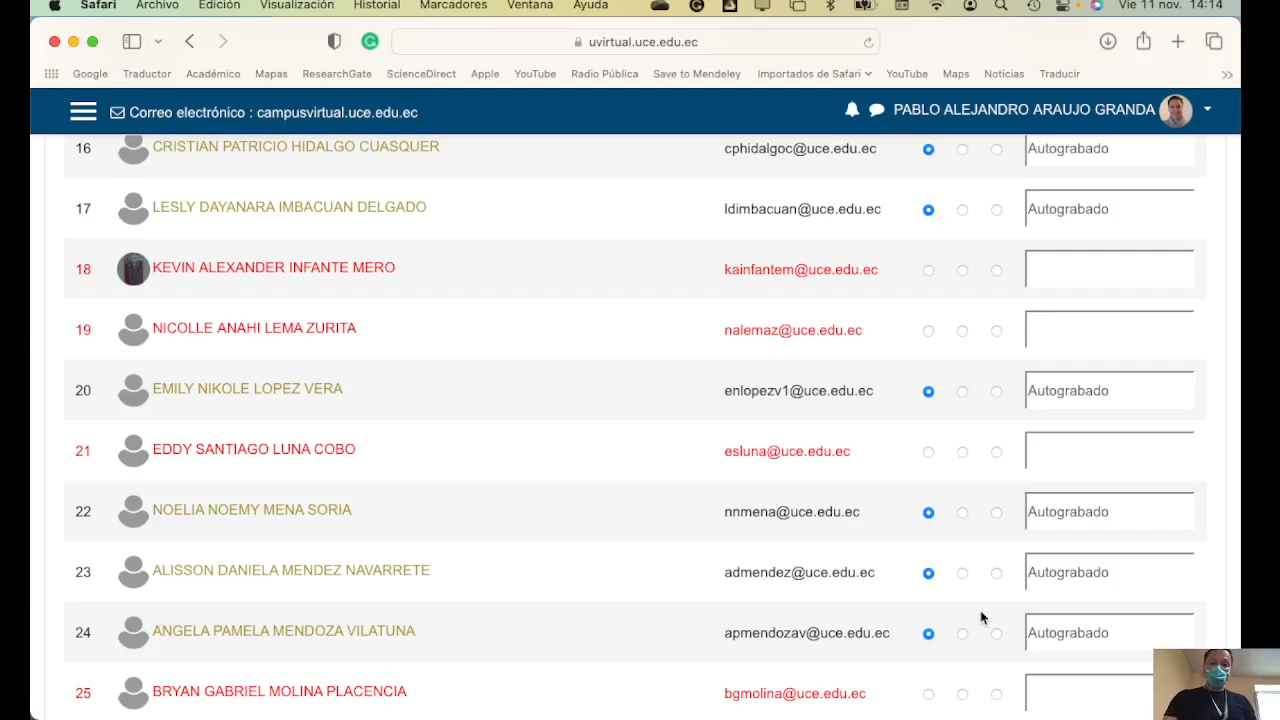 Safari Archivo Edición Visualización Historial Marcadores Ventana Ayuda Vie 11 nov. 14:14
uvirtual.uce.edu.ec
Google Traductor Académico Mapas ResearchGate ScienceDirect Apple YouTube Radio Pública Save to Mendeley Importados de Safari YouTube Maps Noticias Traducir
Correo electrónico : campusvirtual.uce.edu.ec PABLO ALEJANDRO ARAUJO GRANDA
16 CRISTIAN PATRICIO HIDALGO CUASQUER cphidalgoc@uce.edu.ec Autograbado
17 LESLY DAYANARA IMBACUAN DELGADO ldimbacuan@uce.edu.ec Autograbado
18 KEVIN ALEXANDER INFANTE MERO kainfantem@uce.edu.ec
19 NICOLLE ANAHI LEMA ZURITA nalemaz@uce.edu.ec
20 EMILY NIKOLE LOPEZ VERA enlopezv1@uce.edu.ec Autograbado
21 EDDY SANTIAGO LUNA COBO esluna@uce.edu.ec
22 NOELIA NOEMY MENA SORIA nnmena@uce.edu.ec Autograbado
23 ALISSON DANIELA MENDEZ NAVARRETE admendez@uce.edu.ec Autograbado
24 ANGELA PAMELA MENDOZA VILATUNA apmendozav@uce.edu.ec Autograbado
25 BRYAN GABRIEL MOLINA PLACENCIA bgmolina@uce.edu.ec